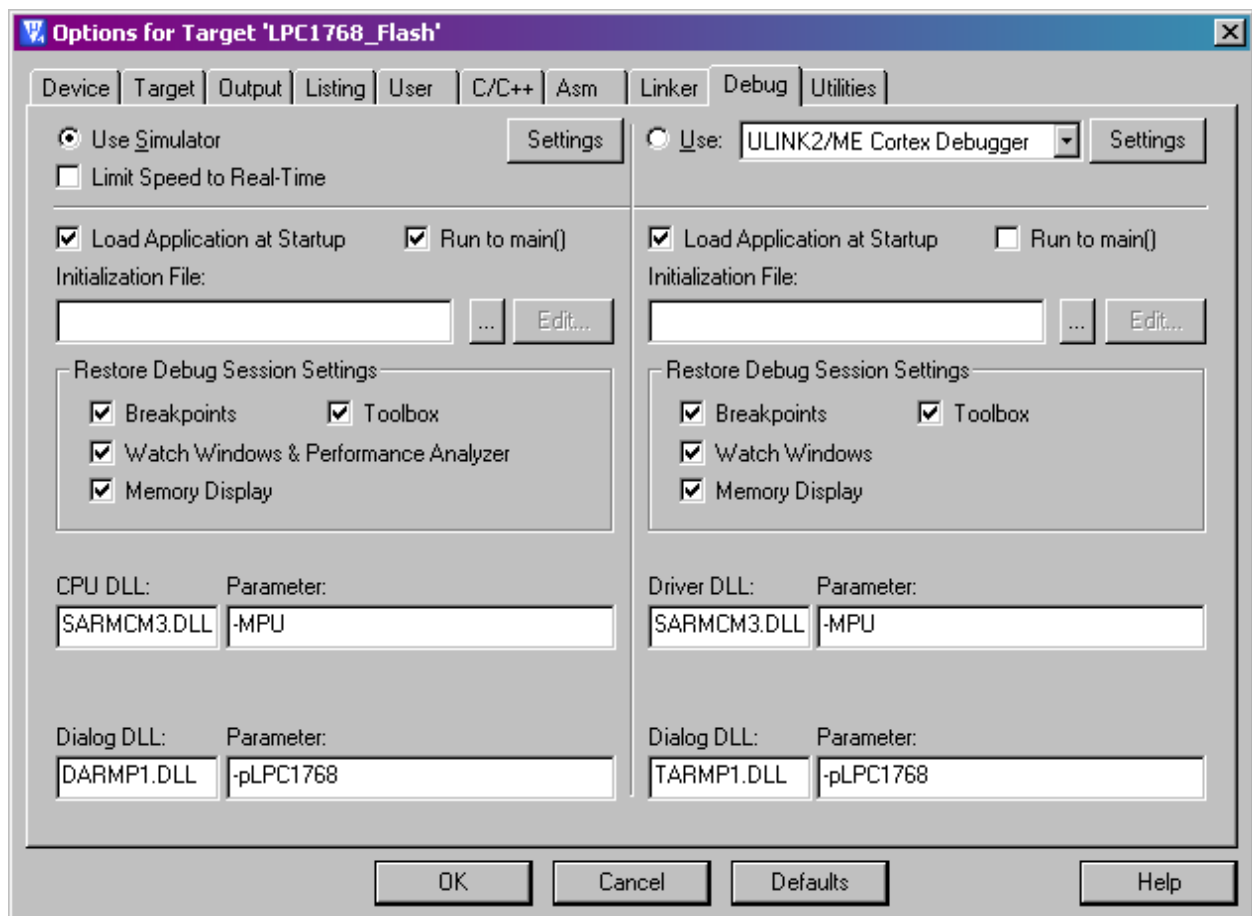 Options for Target 'LPC1768_Flash'
Device Target Output Listing User C/C++ Asm Linker Debug Utilities
Use Simulator Settings Use: ULINK2/ME Cortex Debugger Settings
Limit Speed to Real-Time
Load Application at Startup Run to main() Load Application at Startup Run to main()
Initialization File: Initialization File:
... Edit... ... Edit...
Restore Debug Session Settings Restore Debug Session Settings
Breakpoints Toolbox Breakpoints Toolbox
Watch Windows & Performance Analyzer Watch Windows
Memory Display Memory Display
CPU DLL: Parameter: Driver DLL: Parameter:
SARMCM3.DLL -MPU SARMCM3.DLL -MPU
Dialog DLL: Parameter: Dialog DLL: Parameter:
DARMP1.DLL -pLPC1768 TARMP1.DLL -pLPC1768
OK Cancel Defaults Help